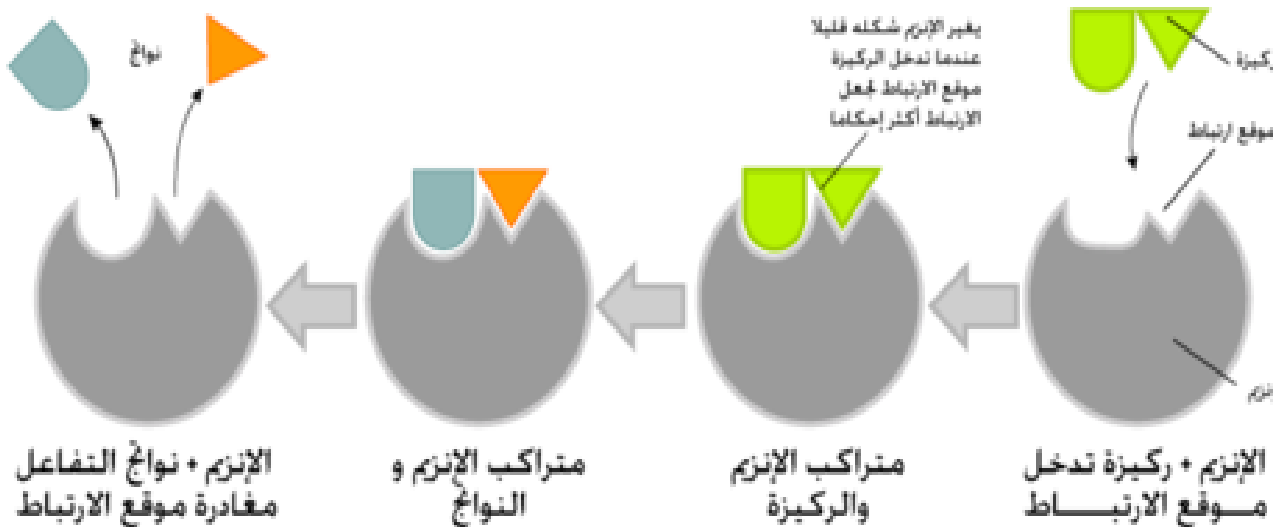 ركيزة
موقع ارتباط
إنزيم
يغير الإنزيم شكله قليلا
عندما تدخل الركيزة
موقع الارتباط لجعل
الارتباط أكثر إحكاما
نواتج
الإنزيم + ركيزة تدخل
موقع الارتبـــــاط
متراكب الإنزيم
والركيزة
متراكب الإنزيم و
النواتج
الإنزيم + نواتج التفاعل
مغادرة موقع الارتباط